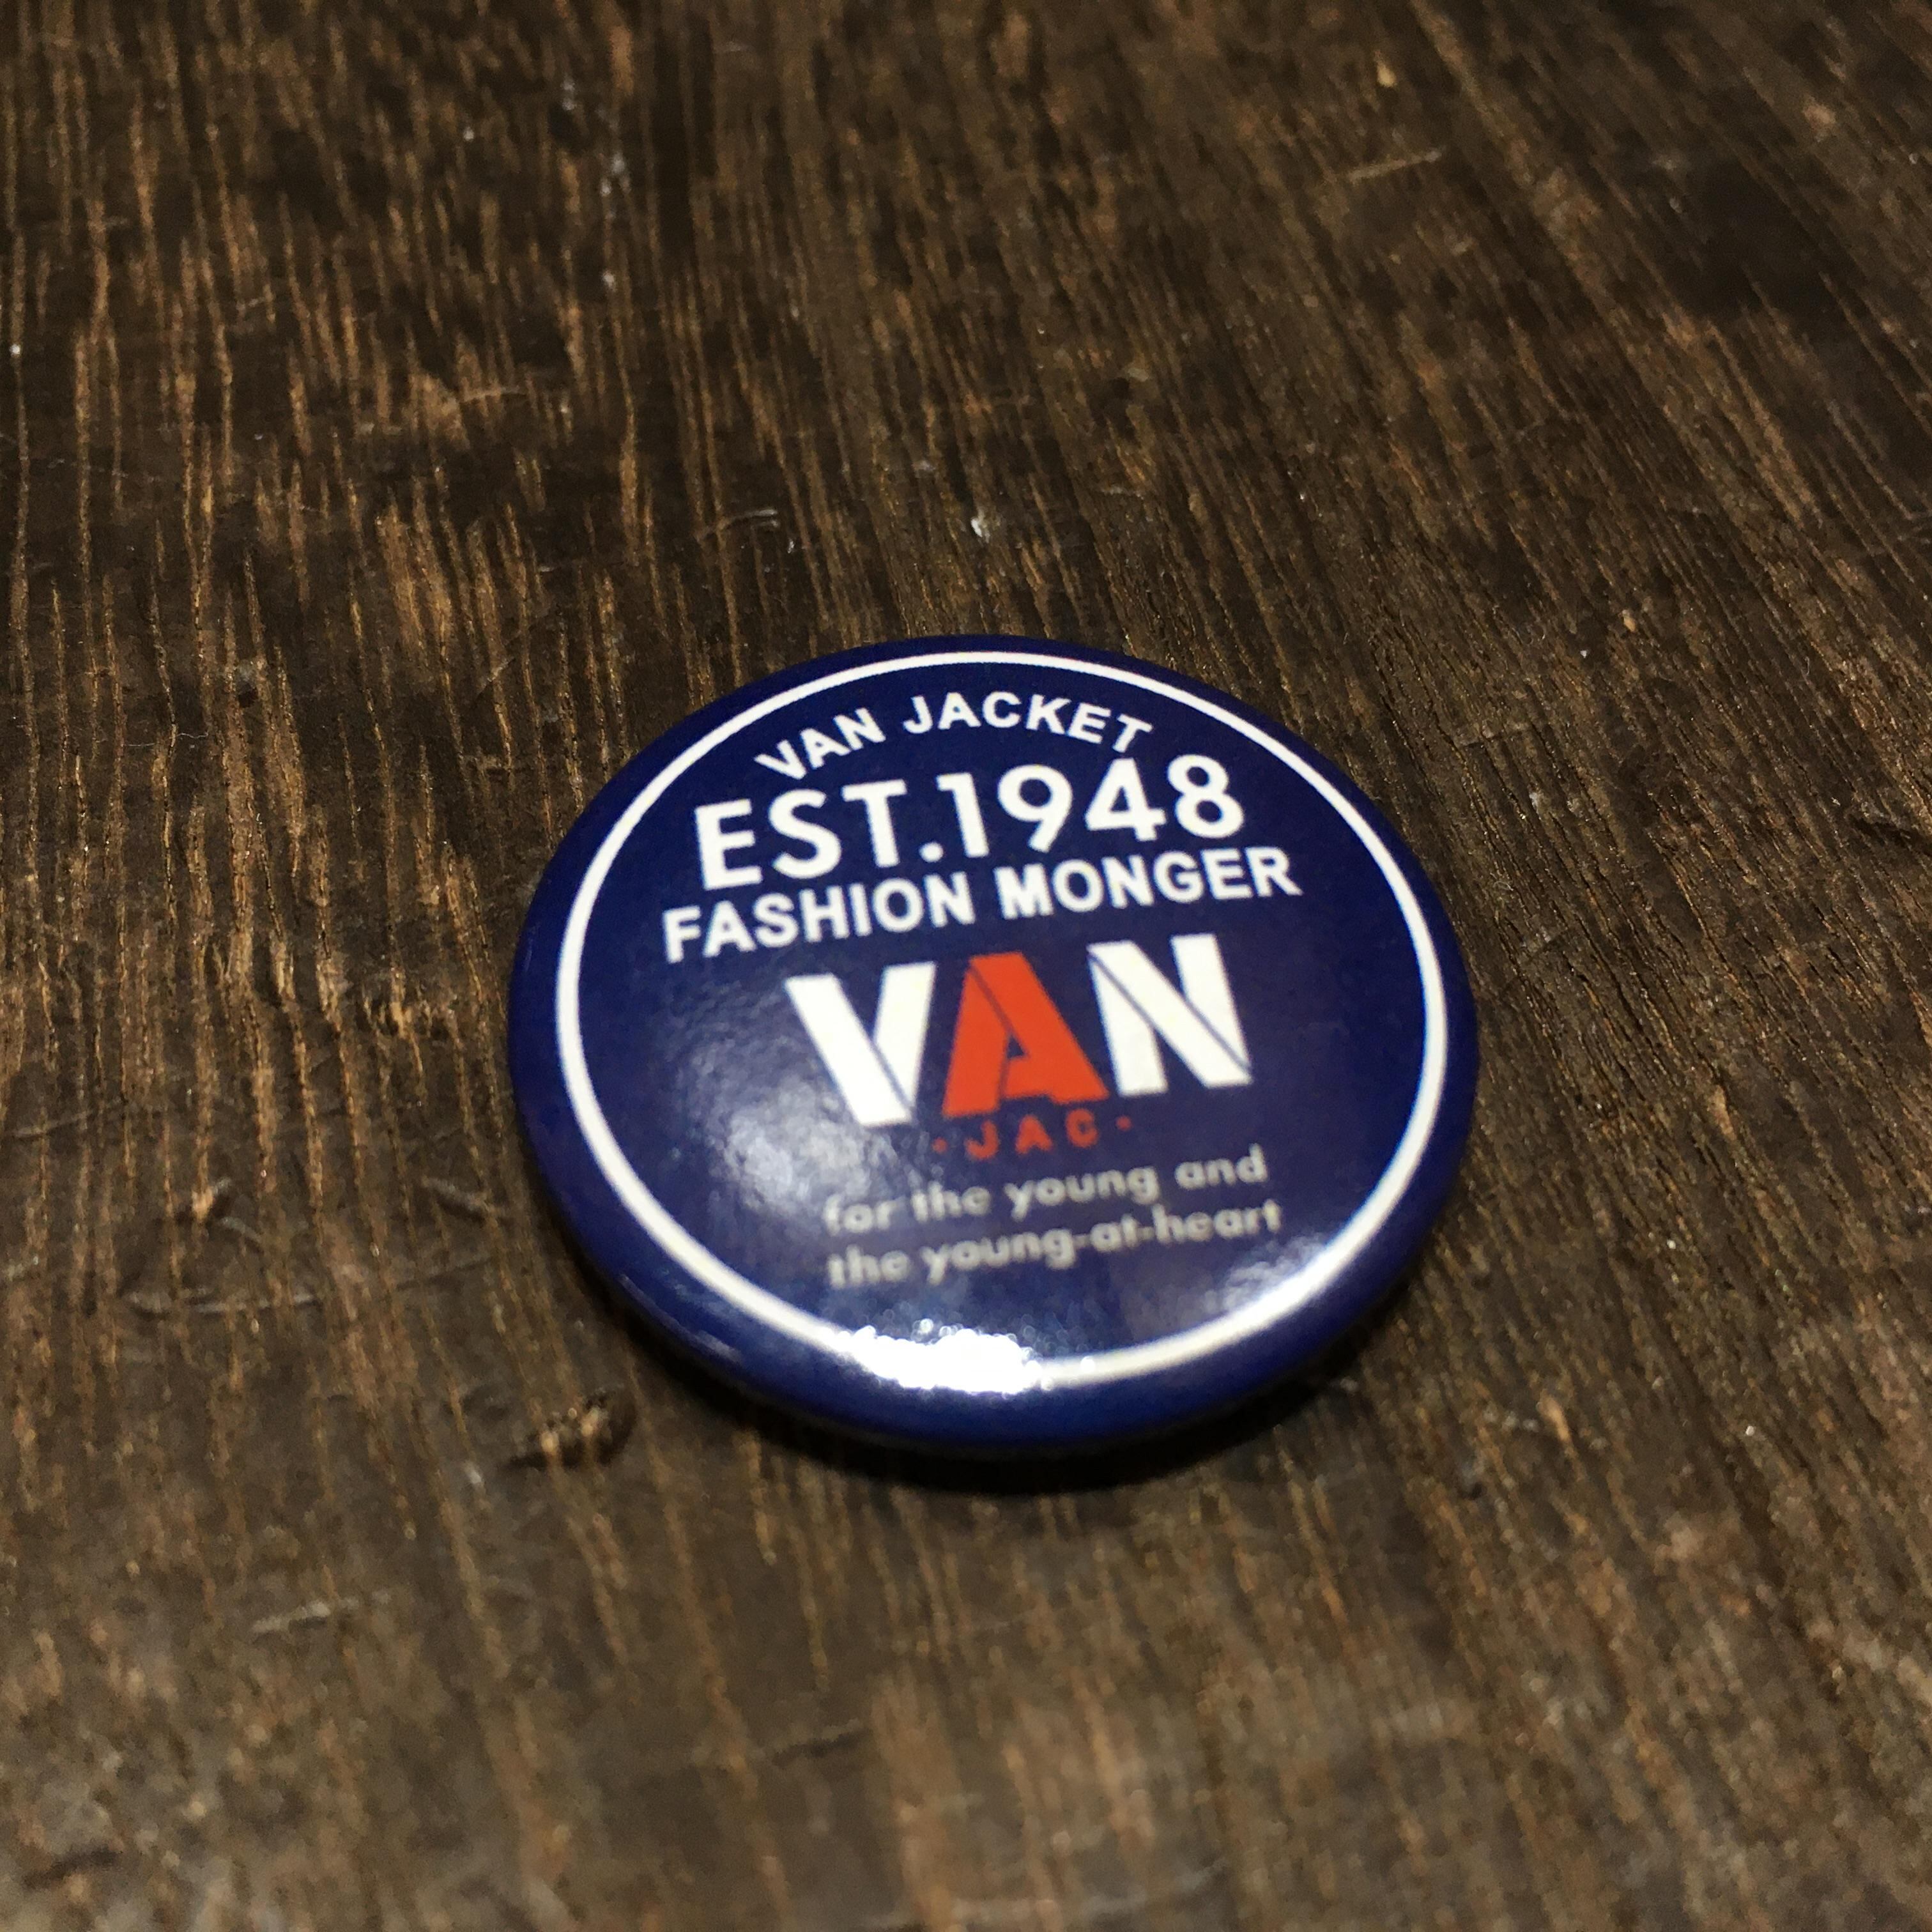 VAN JACKET
EST.1948
FASHION MONGER
VAN
·JAC·
for the young and
the young-at-heart